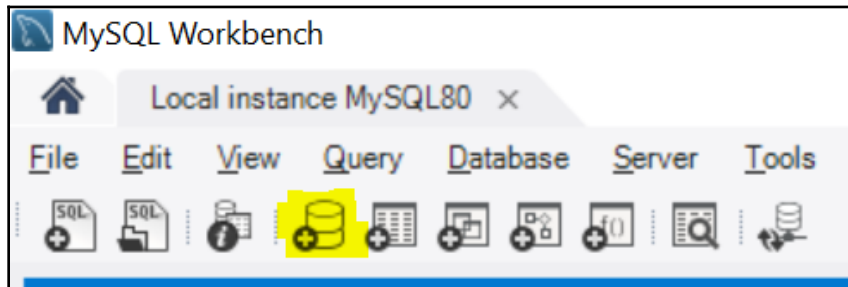 MySQL Workbench
Local instance MySQL80 ×
File Edit View Query Database Server Tools
SQL SQL i f()